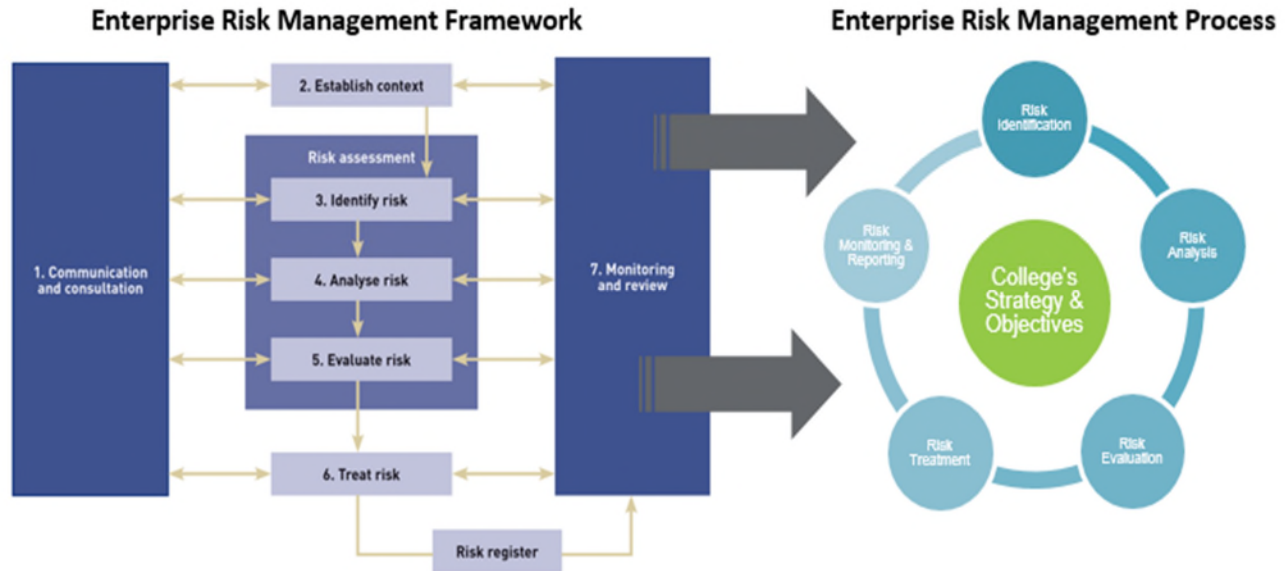 Enterprise Risk Management Framework
2. Establish context
Risk assessment
3. Identify risk
1. Communication
and consultation
4. Analyse risk
7. Monitoring
and review
5. Evaluate risk
6. Treat risk
Risk register
Enterprise Risk Management Process
Risk
Identification
Risk
Analysis
Risk
Evaluation
Risk
Treatment
Risk
Monitoring &
Reporting
College's
Strategy &
Objectives